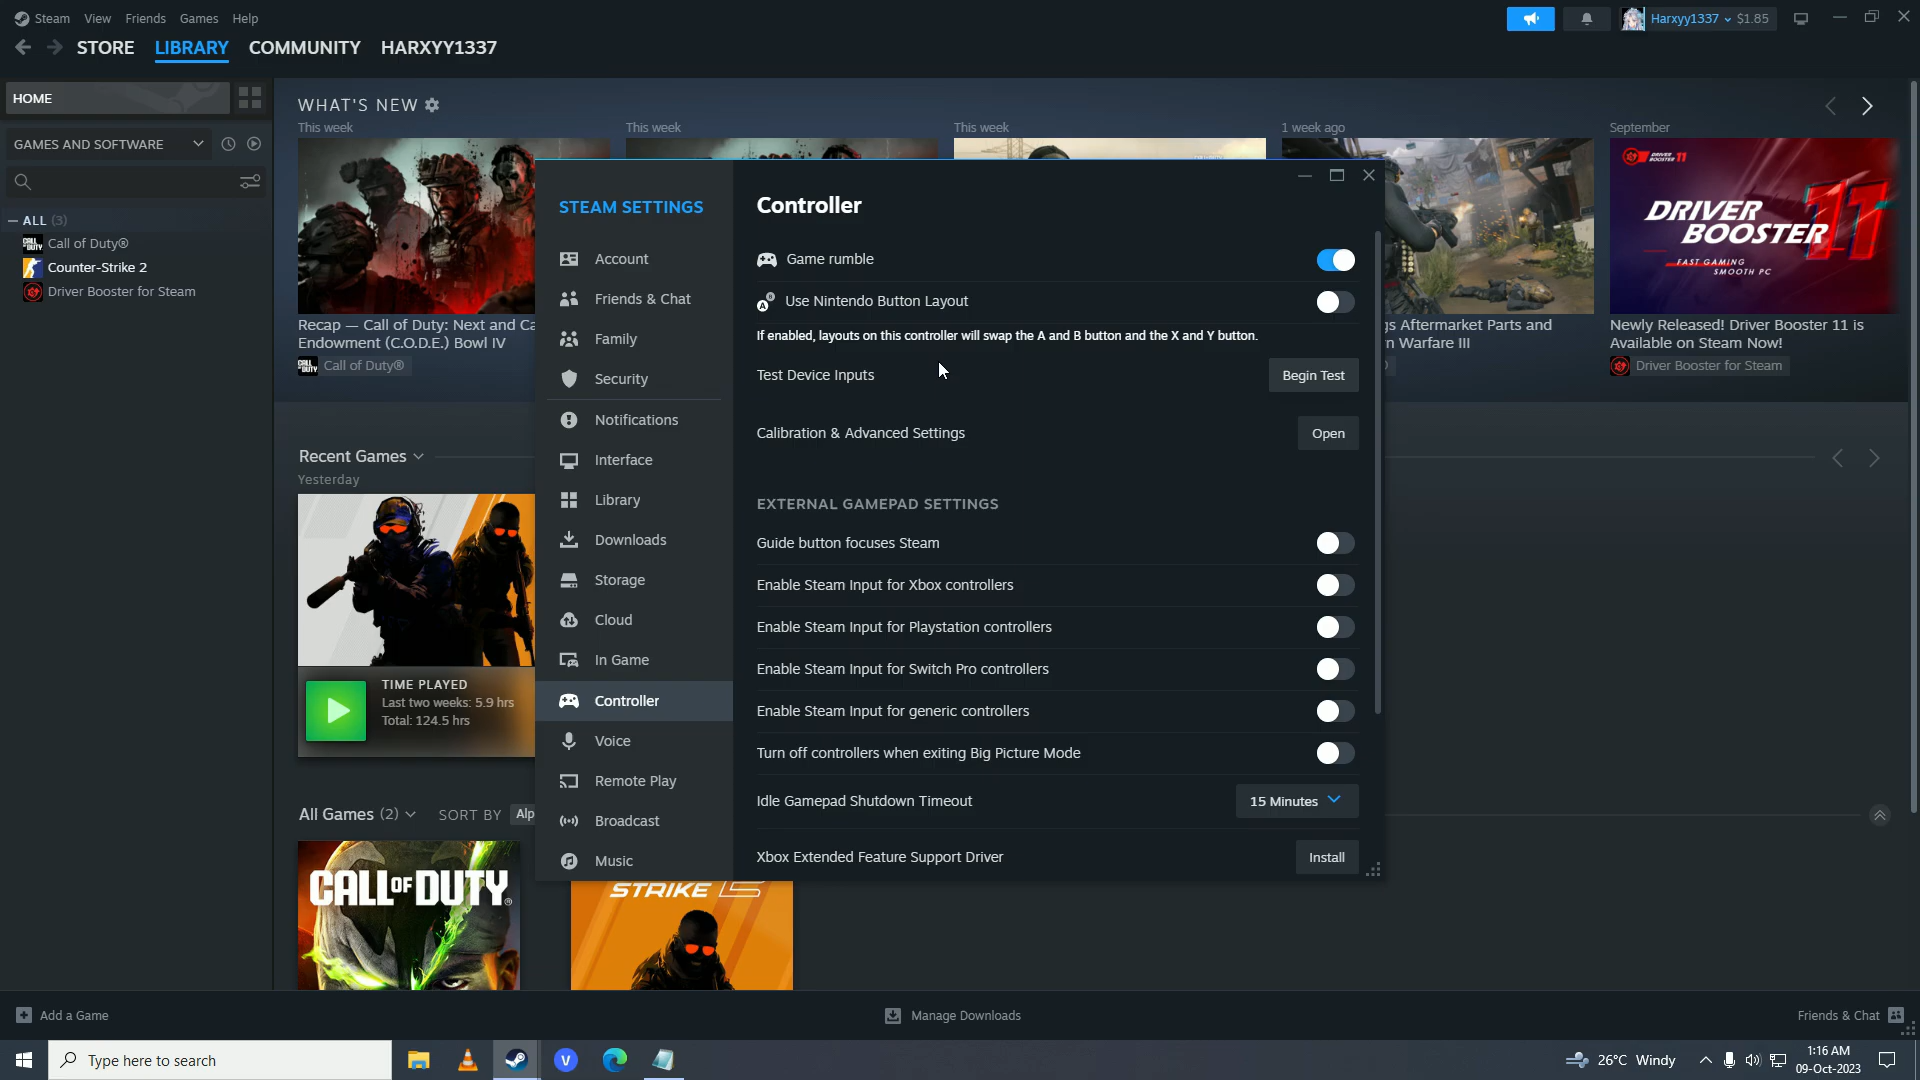 Steam View Friends Games Help
Harxyy1337 $1.85
STORE LIBRARY COMMUNITY HARXYY1337
HOME
GAMES AND SOFTWARE
ALL (3)
Call of Duty®
Counter-Strike 2
Driver Booster for Steam
WHAT'S NEW
This week
This week
This week
1 week ago
September
DRIVER BOOSTER 11
DRIVER
BOOSTER
11
FAST GAMING
SMOOTH PC
Recap — Call of Duty: Next and Ca
Endowment (C.O.D.E.) Bowl IV
CALL OF DUTY Call of Duty®
gs Aftermarket Parts and
n Warfare III
Newly Released! Driver Booster 11 is
Available on Steam Now!
Driver Booster for Steam
Recent Games
Yesterday
TIME PLAYED
Last two weeks: 5.9 hrs
Total: 124.5 hrs
All Games (2) SORT BY Alp
CALL OF DUTY®
STRIKE 2
STEAM SETTINGS
Account
Friends & Chat
Family
Security
Notifications
Interface
Library
Downloads
Storage
Cloud
In Game
Controller
Voice
Remote Play
Broadcast
Music
Controller
Game rumble
Use Nintendo Button Layout
If enabled, layouts on this controller will swap the A and B button and the X and Y button.
Test Device Inputs Begin Test
Calibration & Advanced Settings Open
EXTERNAL GAMEPAD SETTINGS
Guide button focuses Steam
Enable Steam Input for Xbox controllers
Enable Steam Input for Playstation controllers
Enable Steam Input for Switch Pro controllers
Enable Steam Input for generic controllers
Turn off controllers when exiting Big Picture Mode
Idle Gamepad Shutdown Timeout 15 Minutes
Xbox Extended Feature Support Driver Install
Add a Game
Manage Downloads
Friends & Chat
Type here to search
V
26°C Windy
1:16 AM
09-Oct-2023